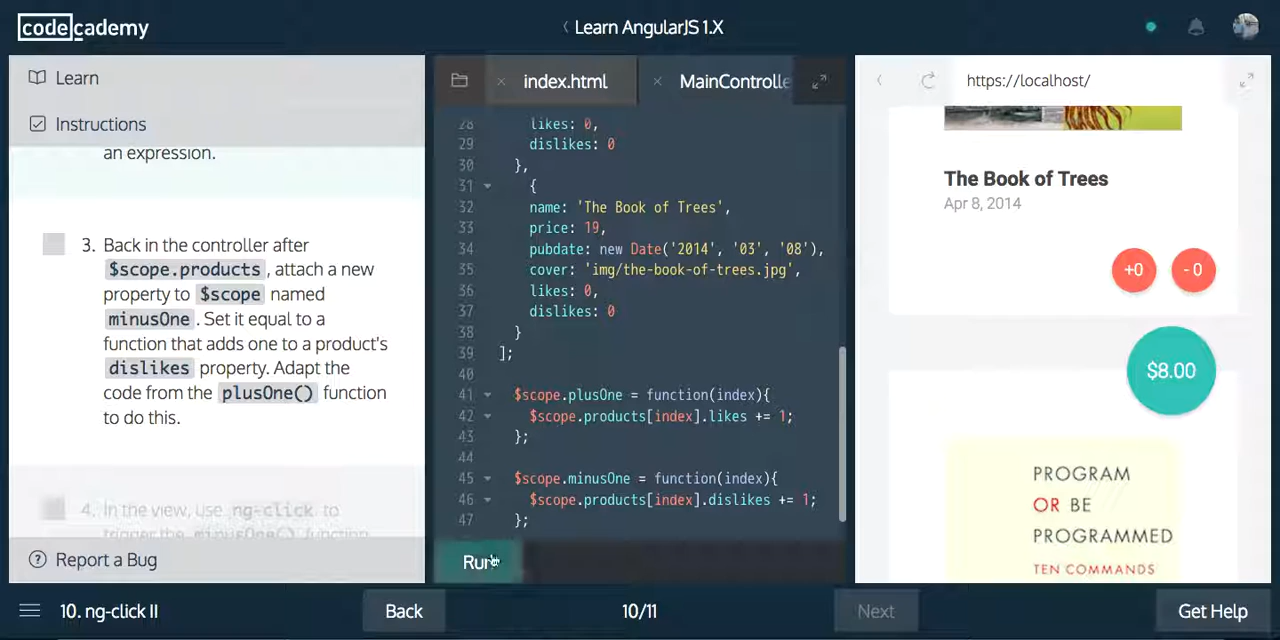 codecademy
Learn AngularJS 1.X
Learn
Instructions
an expression.
3. Back in the controller after
$scope.products, attach a new
property to $scope named
minusOne. Set it equal to a
function that adds one to a product's
dislikes property. Adapt the
code from the plusOne() function
to do this.
4. In the view, use ng-click to
trigger the minusOne() function
Report a Bug
index.html
MainControlle
28 likes: 0,
29 dislikes: 0
30 },
31 {
32 name: 'The Book of Trees',
33 price: 19,
34 pubdate: new Date('2014', '03', '08'),
35 cover: 'img/the-book-of-trees.jpg',
36 likes: 0,
37 dislikes: 0
38 }
39 ];
40
41 $scope.plusOne = function(index){
42 $scope.products[index].likes += 1;
43 };
44
45 $scope.minusOne = function(index){
46 $scope.products[index].dislikes += 1;
47 };
Run
https://localhost/
The Book of Trees
Apr 8, 2014
+0 - 0
$8.00
PROGRAM
OR BE
PROGRAMMED
TEN COMMANDS
10. ng-click II
Back
10/11
Next
Get Help